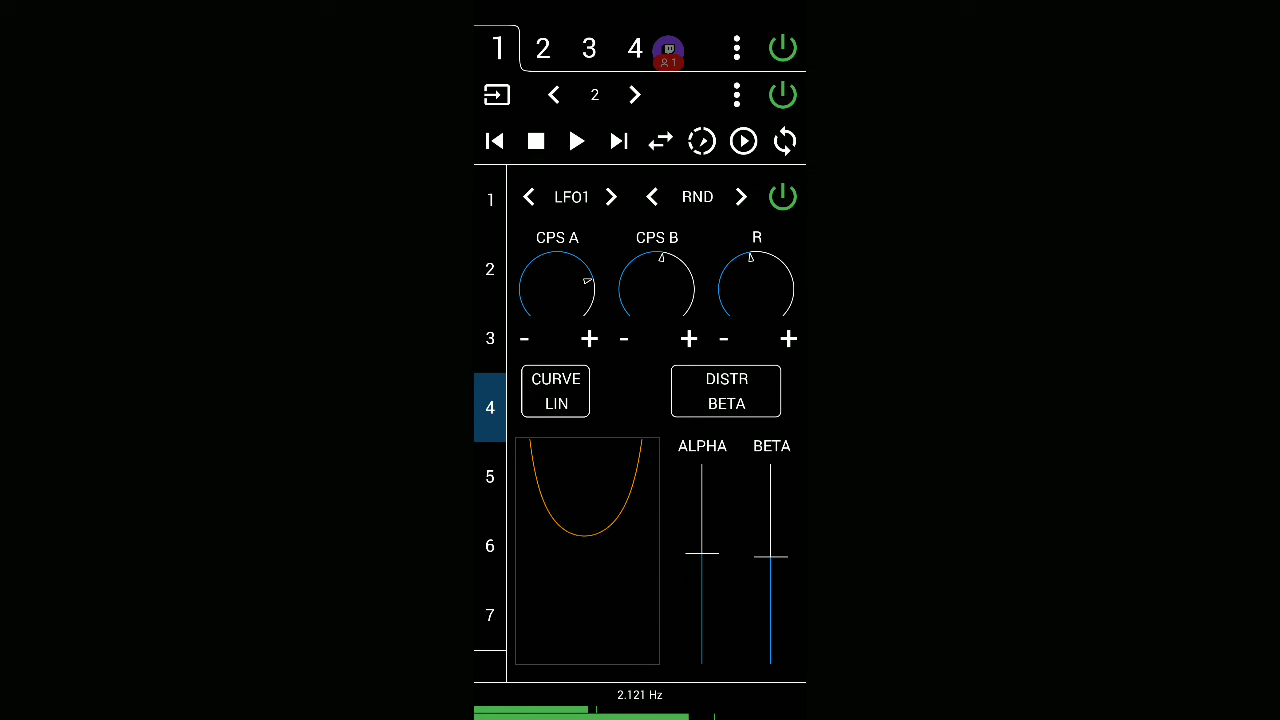 1 2 3 4 1
2
LFO1 RND
1
CPS A CPS B R
2
- + - + - +
3
CURVE DISTR
LIN BETA
4
ALPHA BETA
5
6
7
2.121 Hz